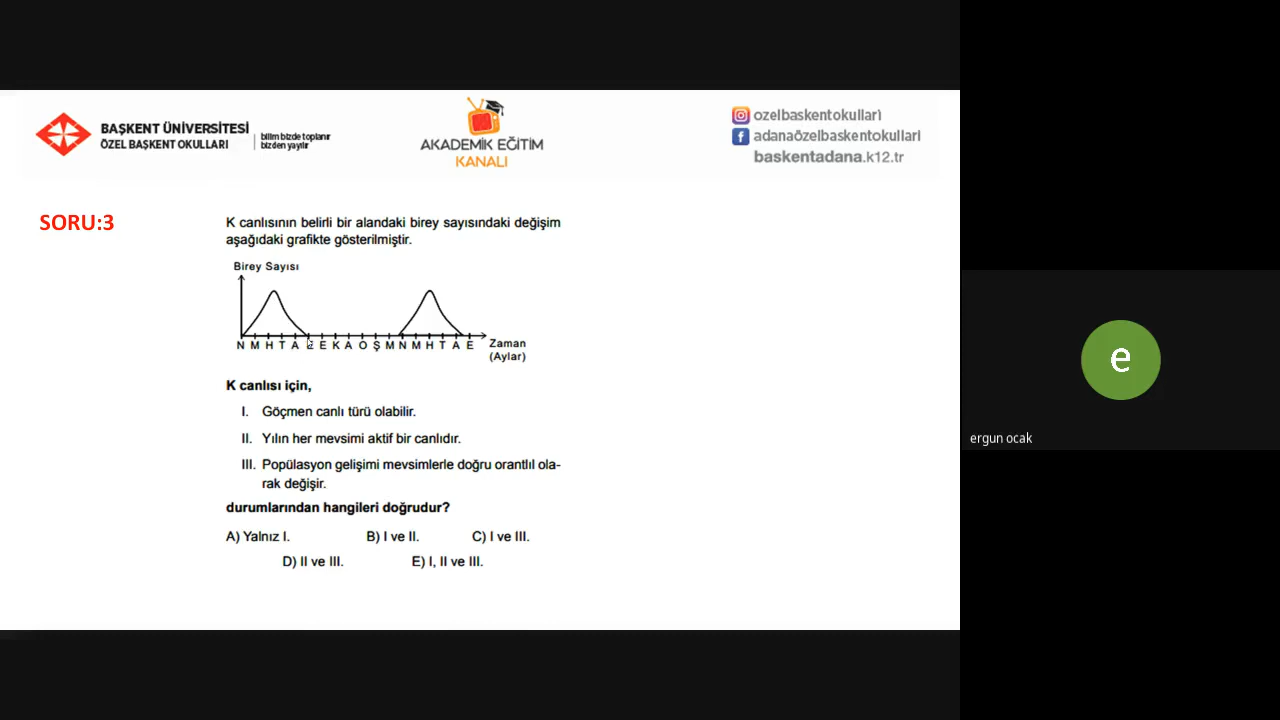 BAŞKENT ÜNİVERSİTESİ
ÖZEL BAŞKENT OKULLARI
bilim bizde toplanır
bizden yayılır
AKADEMİK EĞİTİM
KANALI
ozelbaskentokullari
adanaözelbaskentokullari
baskentadana.k12.tr
SORU:3
K canlısının belirli bir alandaki birey sayısındaki değişim
aşağıdaki grafikte gösterilmiştir.
Birey Sayısı
N M H T A E E K A O Ş M N M H T A E
Zaman
(Aylar)
K canlısı için,
I. Göçmen canlı türü olabilir.
II. Yılın her mevsimi aktif bir canlıdır.
III. Popülasyon gelişimi mevsimlerle doğru orantılıl ola-
rak değişir.
durumlarından hangileri doğrudur?
A) Yalnız I. B) I ve II. C) I ve III.
D) II ve III. E) I, II ve III.
e
ergun ocak